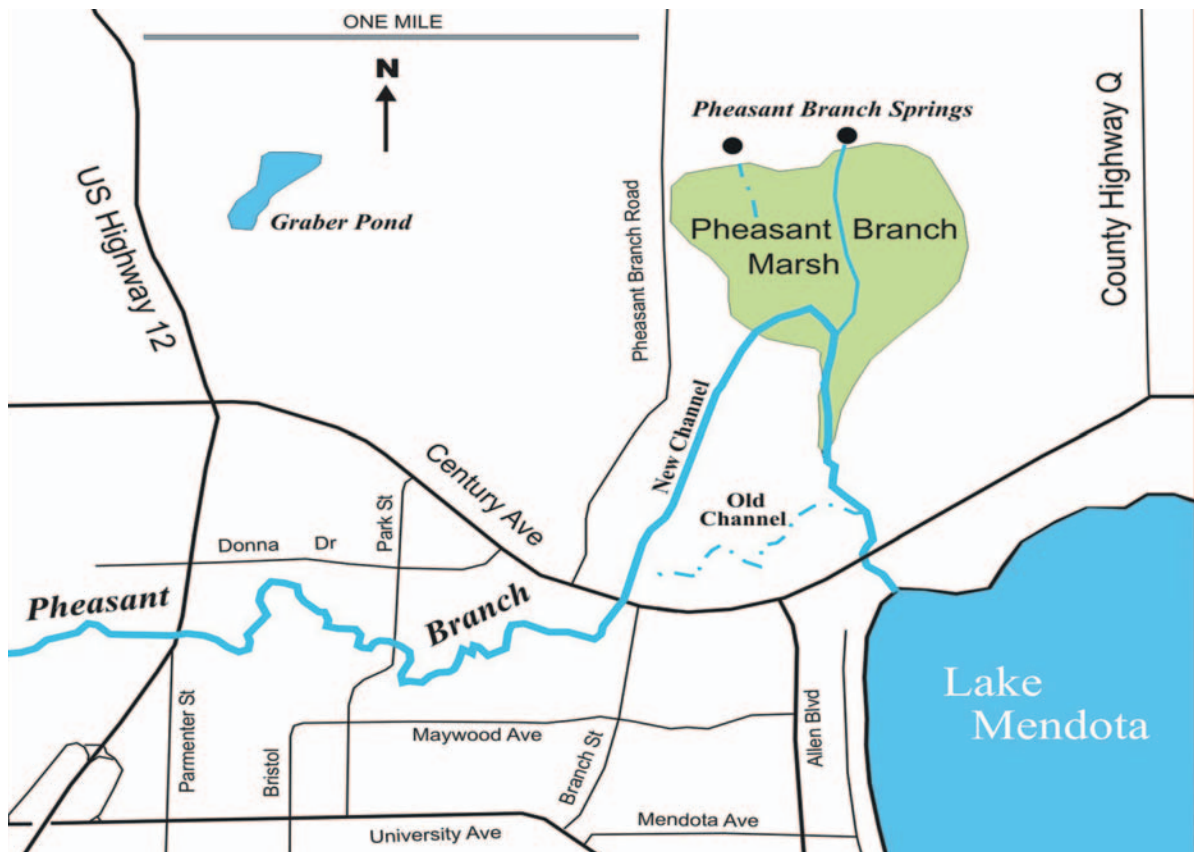 ONE MILE
N
Pheasant Branch Springs
US Highway 12
Graber Pond
Pheasant Branch Road
Pheasant Branch
Marsh
County Highway Q
New Channel
Century Ave
Old
Channel
Park St
Donna Dr
Pheasant
Branch
Lake
Mendota
Parmenter St
Bristol
Maywood Ave
Branch St
Allen Blvd
University Ave
Mendota Ave